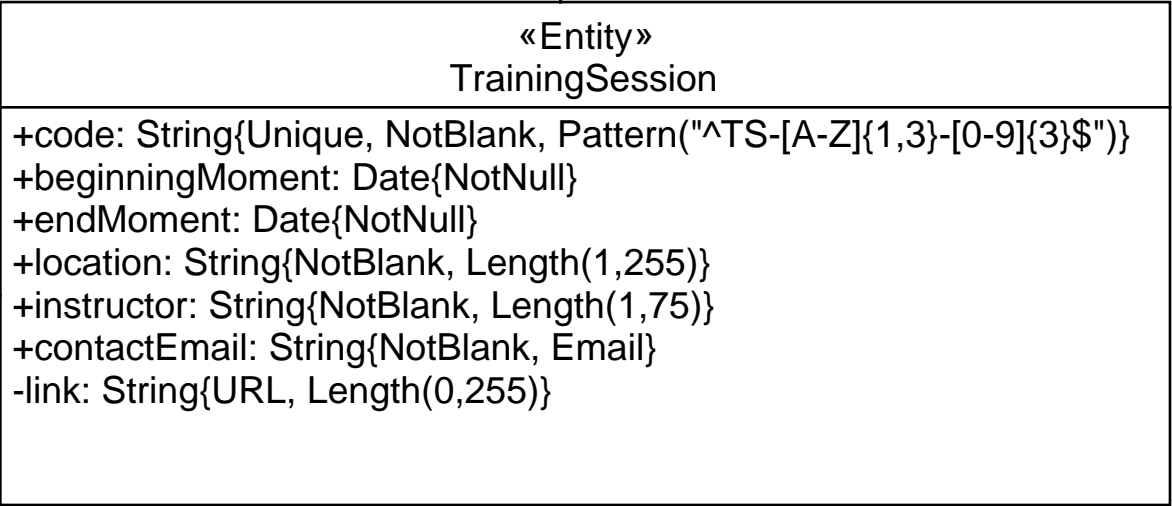 «Entity»
TrainingSession
+code: String{Unique, NotBlank, Pattern("^TS-[A-Z]{1,3}-[0-9]{3}$")}
+beginningMoment: Date{NotNull}
+endMoment: Date{NotNull}
+location: String{NotBlank, Length(1,255)}
+instructor: String{NotBlank, Length(1,75)}
+contactEmail: String{NotBlank, Email}
-link: String{URL, Length(0,255)}